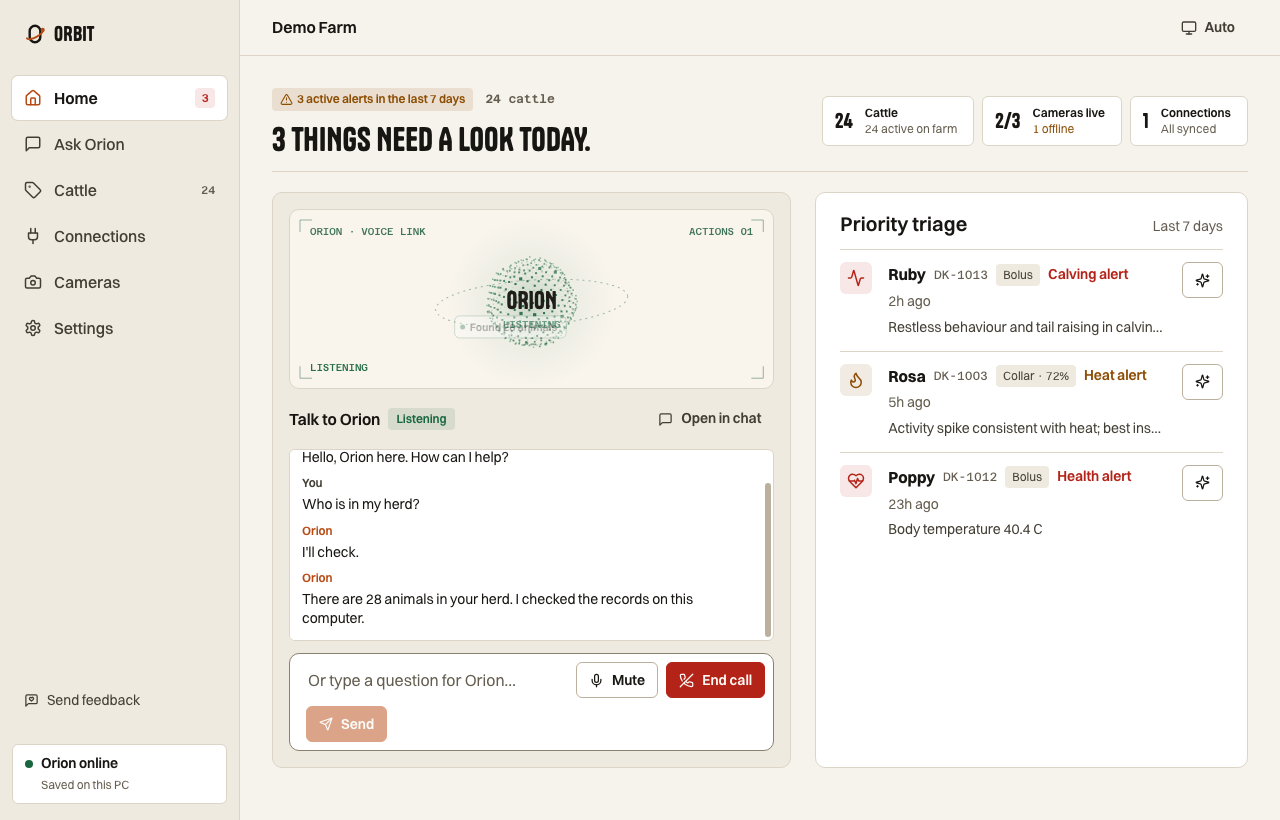 ORBIT
Home 3
Ask Orion
Cattle 24
Connections
Cameras
Settings
Send feedback
Orion online
Saved on this PC
Demo Farm
Auto
3 active alerts in the last 7 days 24 cattle
3 THINGS NEED A LOOK TODAY.
24 Cattle
24 active on farm
2/3 Cameras live
1 offline
1 Connections
All synced
ORION · VOICE LINK
ACTIONS 01
ORION
LISTENING
Found 28 animals
LISTENING
Talk to Orion Listening
Open in chat
Hello, Orion here. How can I help?
You
Who is in my herd?
Orion
I'll check.
Orion
There are 28 animals in your herd. I checked the records on this
computer.
Or type a question for Orion...
Mute
End call
Send
Priority triage Last 7 days
Ruby DK-1013 Bolus Calving alert
2h ago
Restless behaviour and tail raising in calvin...
Rosa DK-1003 Collar · 72% Heat alert
5h ago
Activity spike consistent with heat; best ins...
Poppy DK-1012 Bolus Health alert
23h ago
Body temperature 40.4 C